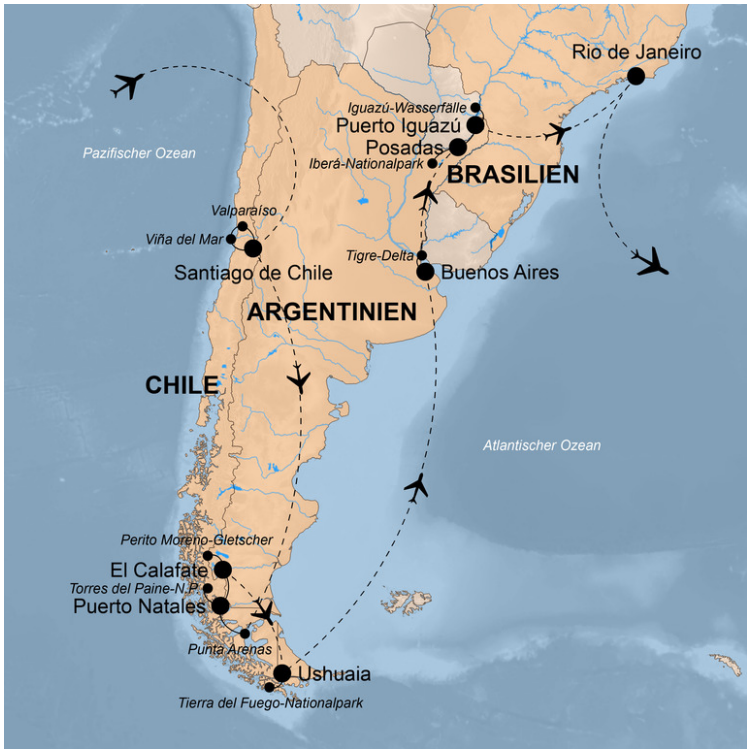 Rio de Janeiro
Iguazú-Wasserfälle
Puerto Iguazú
Posadas
Iberá-Nationalpark
BRASILIEN
Pazifischer Ozean
Valparaíso
Viña del Mar
Santiago de Chile
Tigre-Delta
Buenos Aires
ARGENTINIEN
CHILE
Atlantischer Ozean
Perito Moreno-Gletscher
El Calafate
Torres del Paine-N.P.
Puerto Natales
Punta Arenas
Ushuaia
Tierra del Fuego-Nationalpark